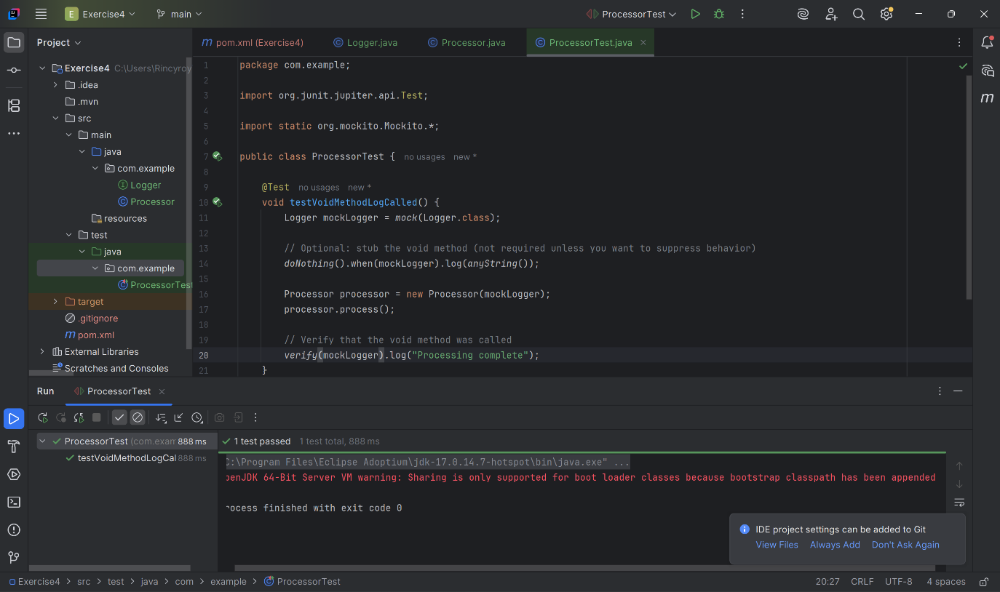 E Exercise4 main ProcessorTest
Project
pom.xml (Exercise4) Logger.java Processor.java ProcessorTest.java
Exercise4 C:\Users\Rincyroy
.idea
.mvn
src
main
java
com.example
Logger
Processor
resources
test
java
com.example
ProcessorTest
target
.gitignore
pom.xml
External Libraries
Scratches and Consoles
1 package com.example;
2
3 import org.junit.jupiter.api.Test;
4
5 import static org.mockito.Mockito.*;
6
7 public class ProcessorTest { no usages new *
8
9 @Test no usages new *
10 void testVoidMethodLogCalled() {
11 Logger mockLogger = mock(Logger.class);
12
13 // Optional: stub the void method (not required unless you want to suppress behavior)
14 doNothing().when(mockLogger).log(anyString());
15
16 Processor processor = new Processor(mockLogger);
17 processor.process();
18
19 // Verify that the void method was called
20 verify(mockLogger).log("Processing complete");
21 }
Run ProcessorTest
ProcessorTest (com.exam 888 ms
testVoidMethodLogCal 888 ms
1 test passed 1 test total, 888 ms
C:\Program Files\Eclipse Adoptium\jdk-17.0.14.7-hotspot\bin\java.exe" ...
penJDK 64-Bit Server VM warning: Sharing is only supported for boot loader classes because bootstrap classpath has been appended
rocess finished with exit code 0
IDE project settings can be added to Git
View Files Always Add Don't Ask Again
Exercise4 > src > test > java > com > example > ProcessorTest
20:27 CRLF UTF-8 4 spaces